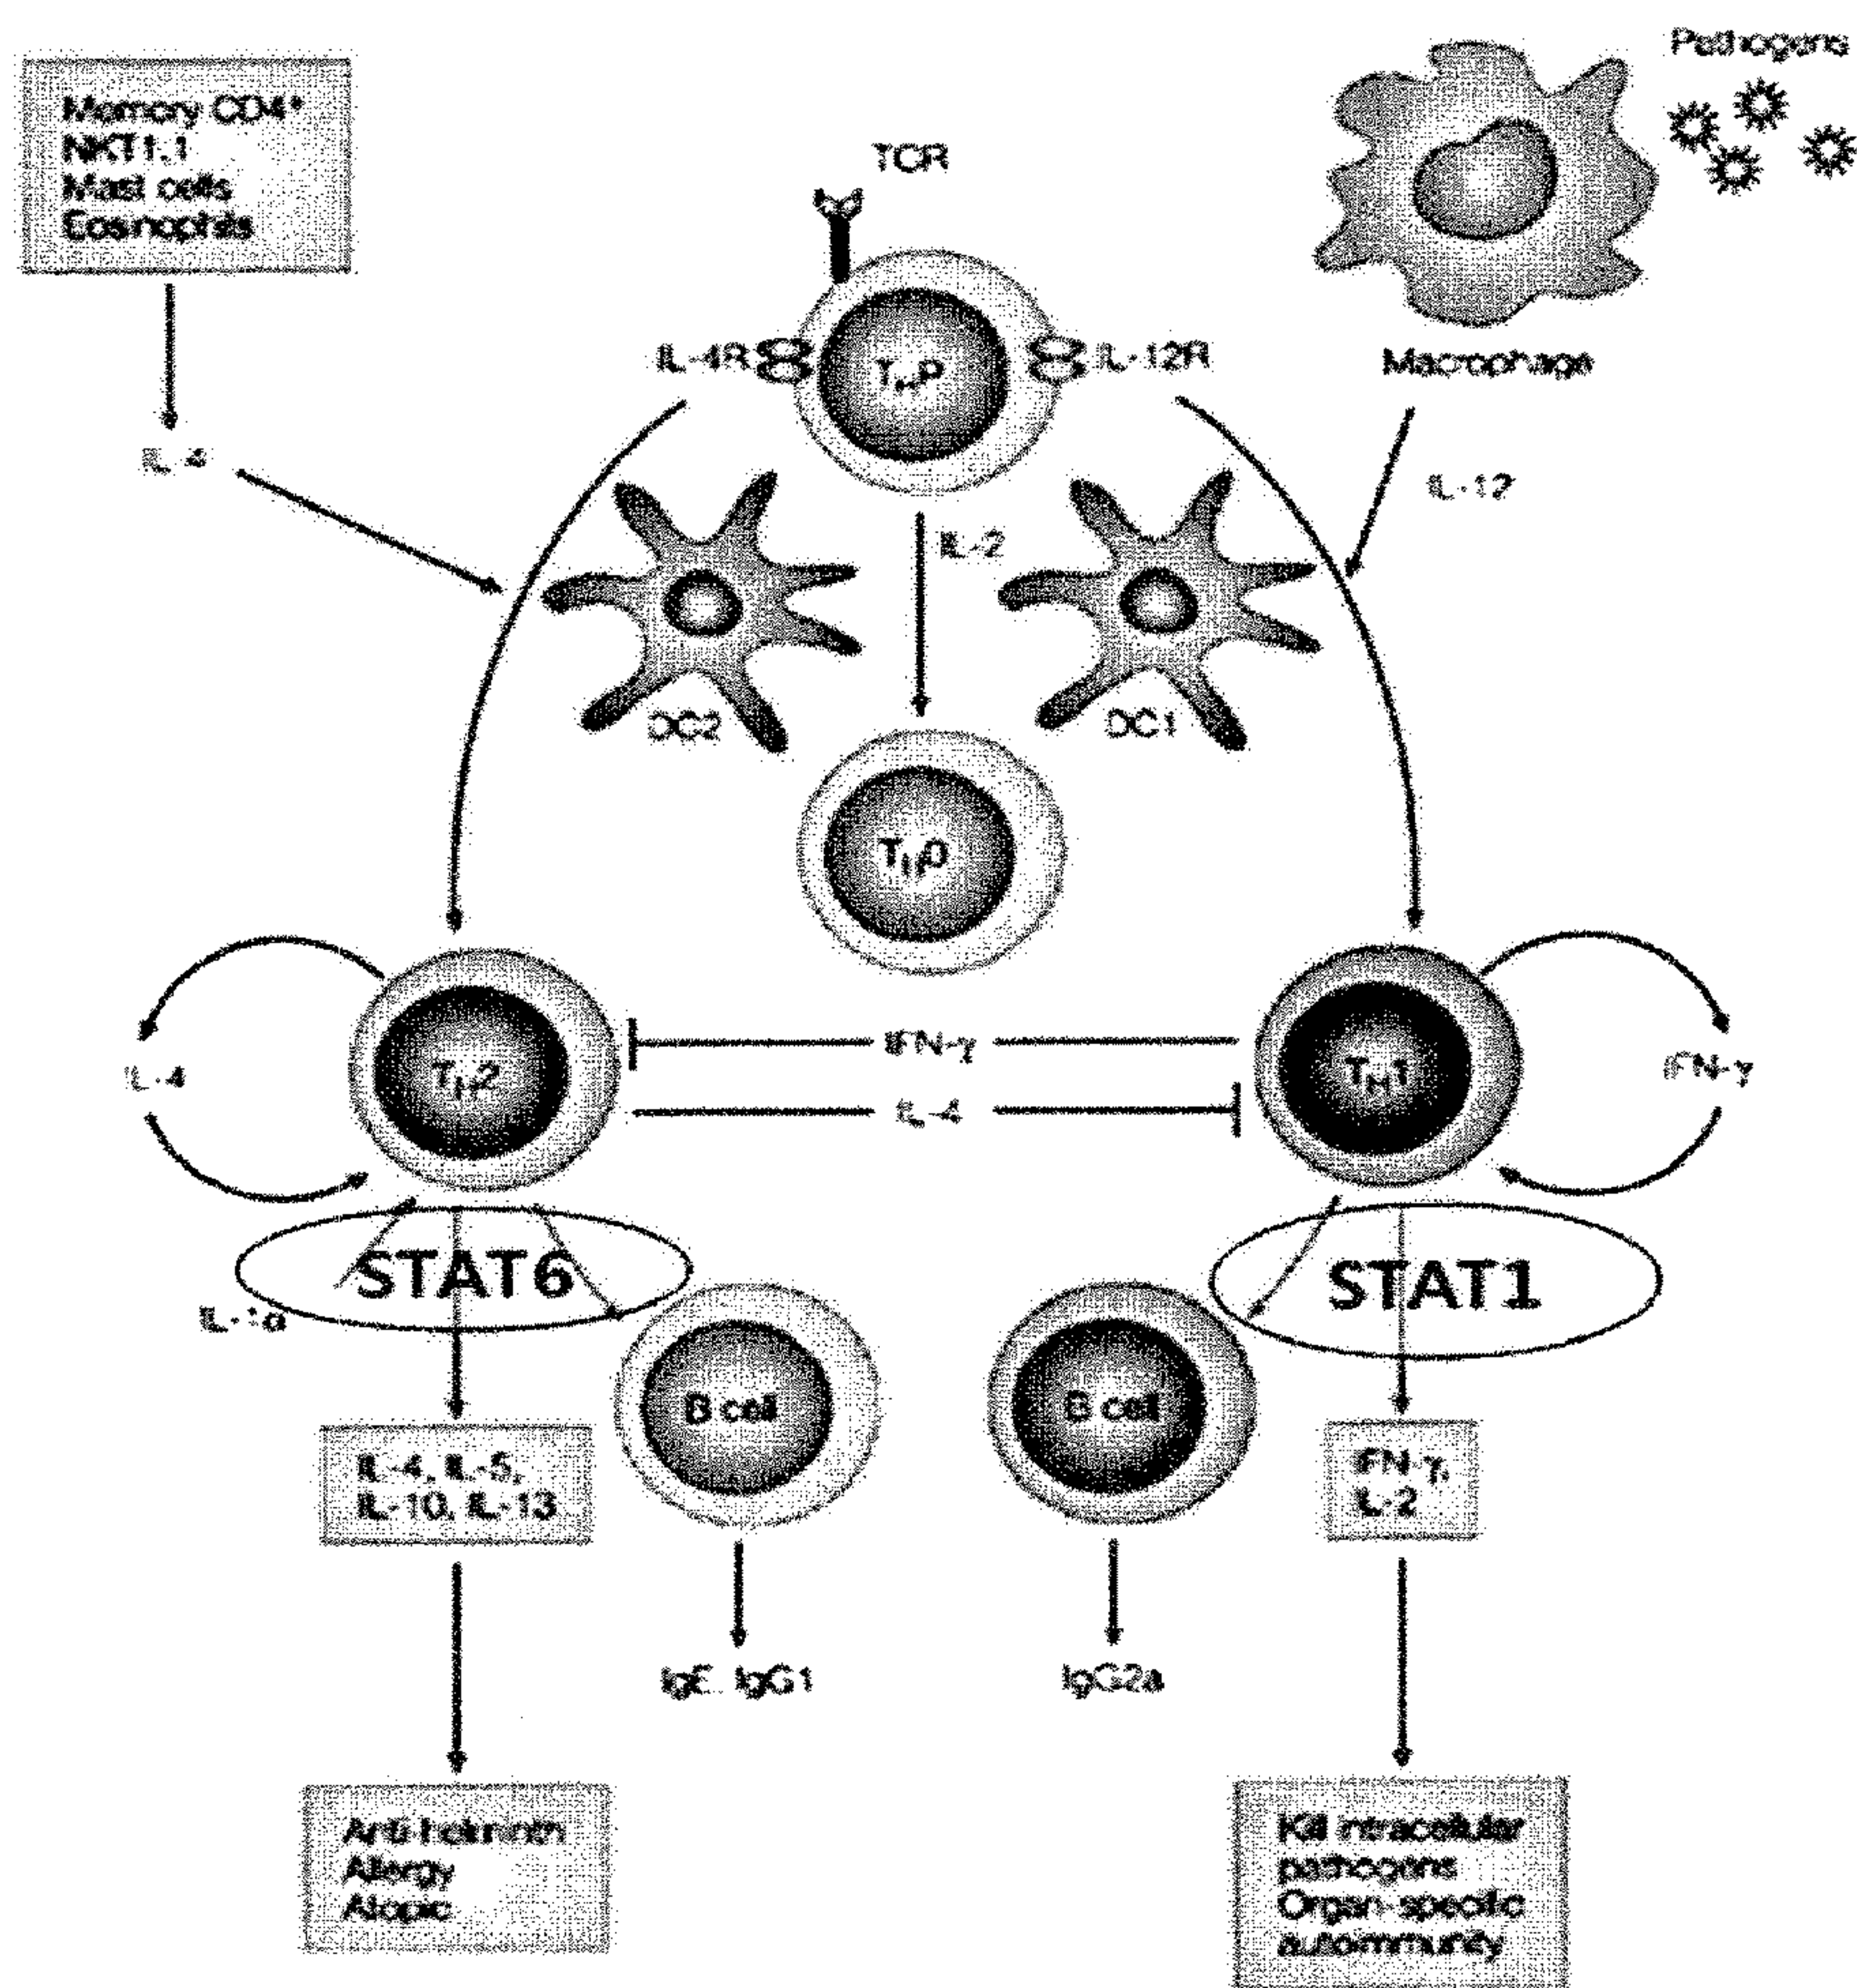 Pathogens
Memory CD4+
NKT1.1
Mast cells
Eosinophils
TCR
IL-4R
THP
IL-12R
Macrophage
IL-4
IL-12
IL-2
DC2
DC1
TH0
IFN-γ
TH2
TH1
IL-4
IFN-γ
IL-4
STAT6
STAT1
IL-1α
B cell
B cell
IL-4, IL-5,
IL-10, IL-13
IFN-γ,
IL-2
IgE, IgG1
IgG2a
Anti-helminth
Allergy
Atopic
Kill intracellular
pathogens
Organ-specific
autoimmunity